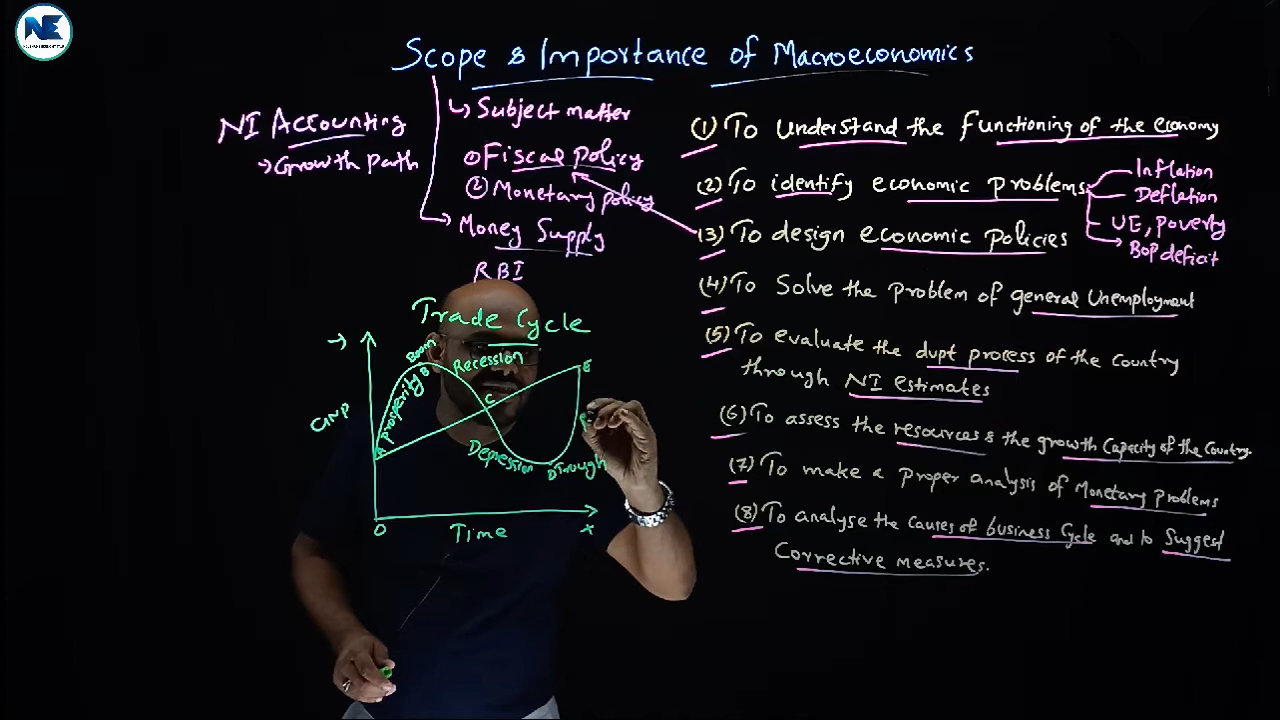 NE
Scope & Importance of Macroeconomics
NI Accounting
→ Growth path
↳ Subject matter
① Fiscal policy
② Monetary policy
Money Supply
RBI
Trade Cycle
GNP
Prosperity
Boom
Recession
Depression
Trough
A
B
C
D
E
O
Time
X
(1) To understand the functioning of the economy
(2) To identify economic problems
Inflation
Deflation
UE, poverty
BOP deficit
(3) To design economic policies
(4) To Solve the problem of general Unemployment
(5) To evaluate the dvpt process of the country
through NI estimates
(6) To assess the resources & the growth Capacity of the Country.
(7) To make a proper analysis of Monetary problems
(8) To analyse the causes of business Cycle and to Suggest
Corrective measures.